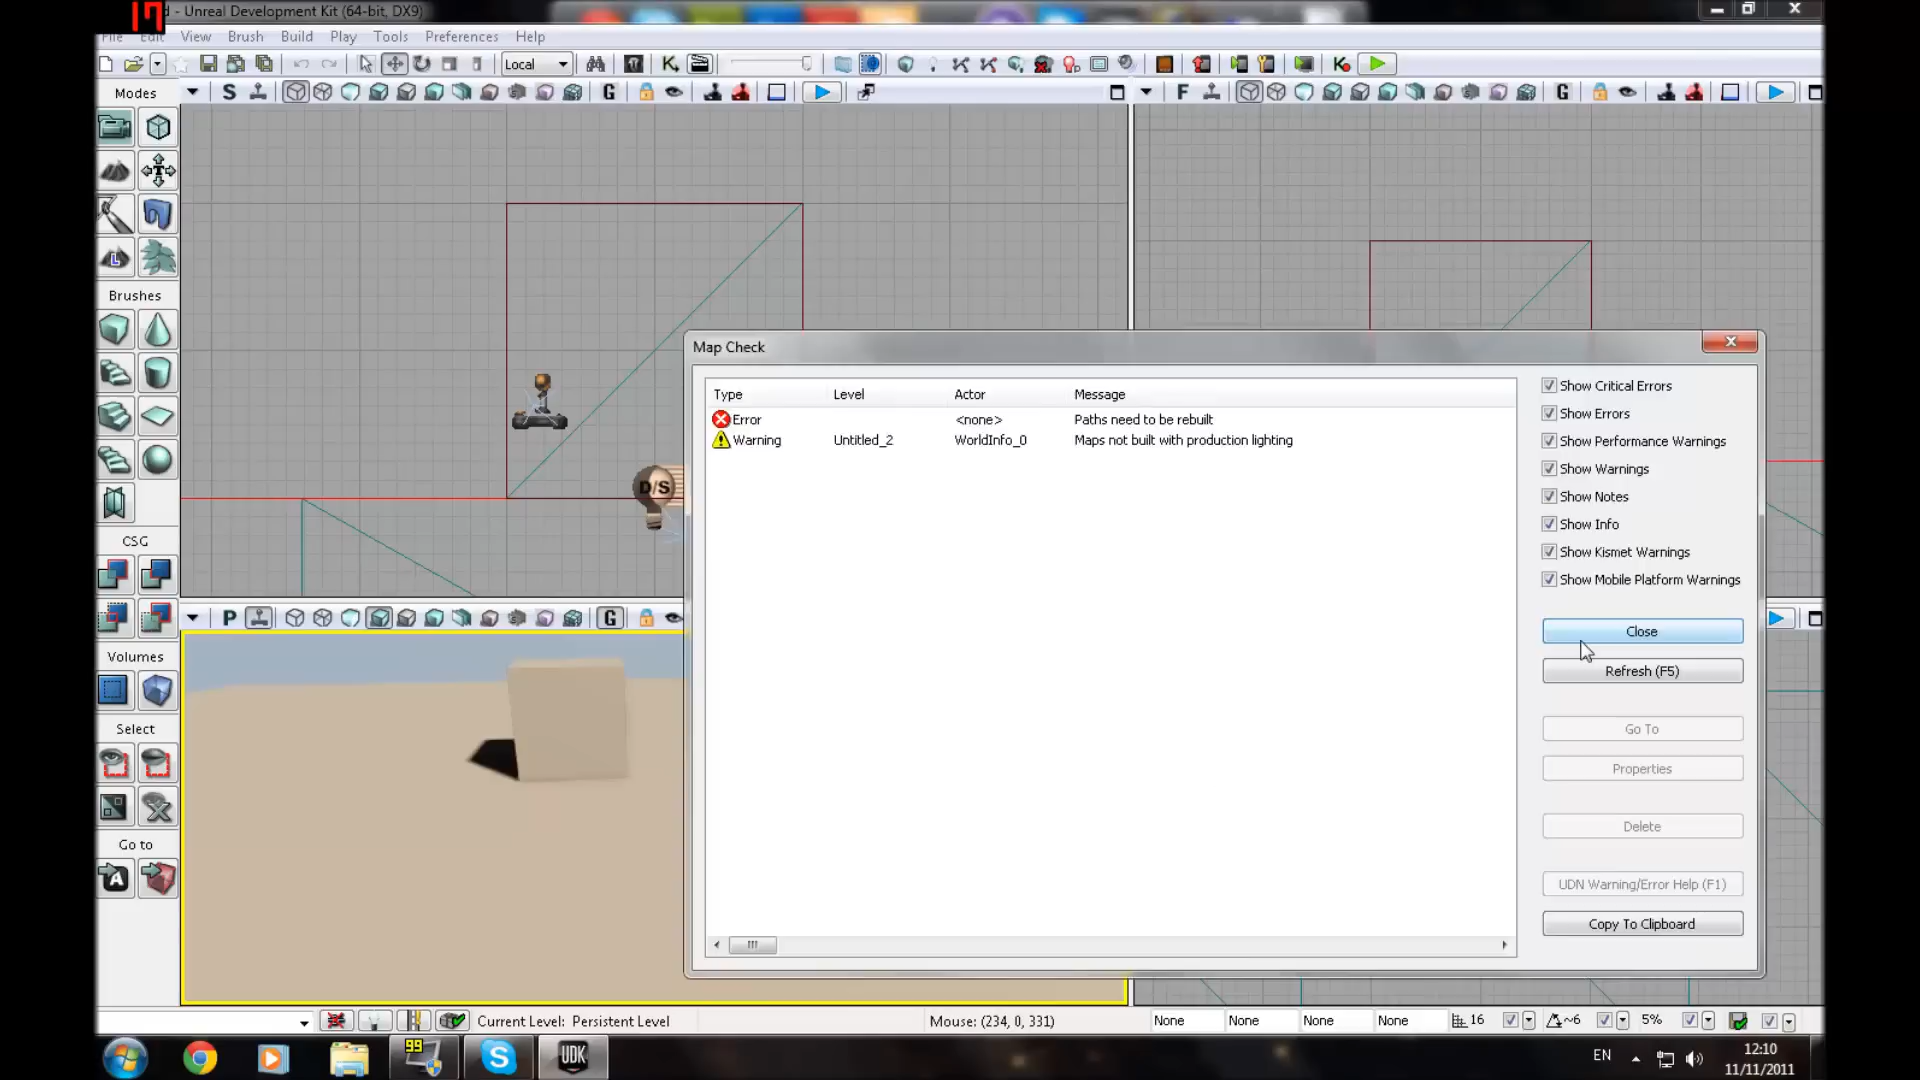 17
d - Unreal Development Kit (64-bit, DX9)
File Edit View Brush Build Play Tools Preferences Help
Local
Modes
S
G
F
G
Brushes
CSG
Volumes
Select
Go to
A
L
D/S
P
G
Map Check
Type Level Actor Message
Error <none> Paths need to be rebuilt
Warning Untitled_2 WorldInfo_0 Maps not built with production lighting
Show Critical Errors
Show Errors
Show Performance Warnings
Show Warnings
Show Notes
Show Info
Show Kismet Warnings
Show Mobile Platform Warnings
Close
Refresh (F5)
Go To
Properties
Delete
UDN Warning/Error Help (F1)
Copy To Clipboard
Current Level: Persistent Level
Mouse: (234, 0, 331)
None None None None 16 ~6 5%
99
UDK
EN
12:10
11/11/2011